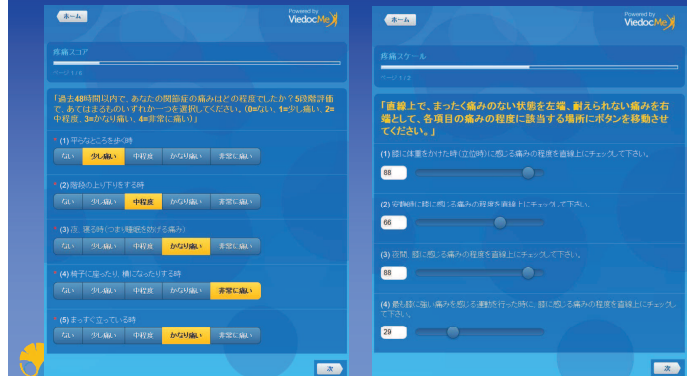 ホーム
Powered by
ViedocMe
疼痛スコア
ページ 1 / 6
「過去48時間以内で、あなたの関節症の痛みはどの程度でしたか？5段階評価
で、あてはまるものいずれか一つを選択してください。（0=ない、1=少し痛い、2=
中程度、3=かなり痛い、4=非常に痛い）」
* (1) 平らなところを歩く時
ない 少し痛い 中程度 かなり痛い 非常に痛い
* (2) 階段の上り下りをする時
ない 少し痛い 中程度 かなり痛い 非常に痛い
* (3) 夜、寝る時（つまり睡眠を妨げる痛み）
ない 少し痛い 中程度 かなり痛い 非常に痛い
* (4) 椅子に座ったり、横になったりする時
ない 少し痛い 中程度 かなり痛い 非常に痛い
* (5) まっすぐ立っている時
ない 少し痛い 中程度 かなり痛い 非常に痛い
次
ホーム
Powered by
ViedocMe
疼痛スケール
ページ 1 / 2
「直線上で、まったく痛みのない状態を左端、耐えられない痛みを右
端として、各項目の痛みの程度に該当する場所にボタンを移動させ
てください。」
(1) 膝に体重をかけた時（立位時）に感じる痛みの程度を直線上にチェックして下さい。
88
(2) 安静時に膝に感じる痛みの程度を直線上にチェックして下さい。
66
(3) 夜間、膝に感じる痛みの程度を直線上にチェックして下さい。
88
(4) 最も膝に強い痛みを感じる運動を行った時に、膝に感じる痛みの程度を直線上にチェックし
て下さい。
29
次